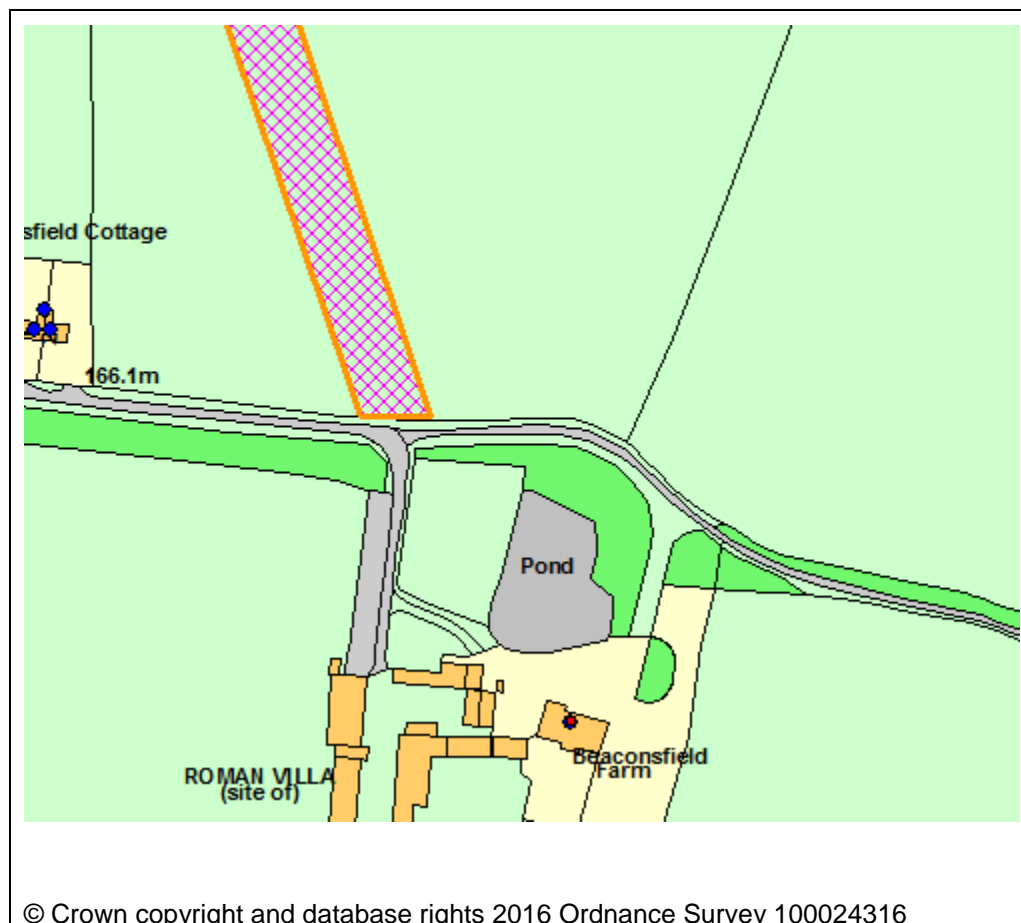 sfield Cottage
166.1m
Pond
Beaconsfield
Farm
ROMAN VILLA
(site of)
© Crown copyright and database rights 2016 Ordnance Survey 100024316